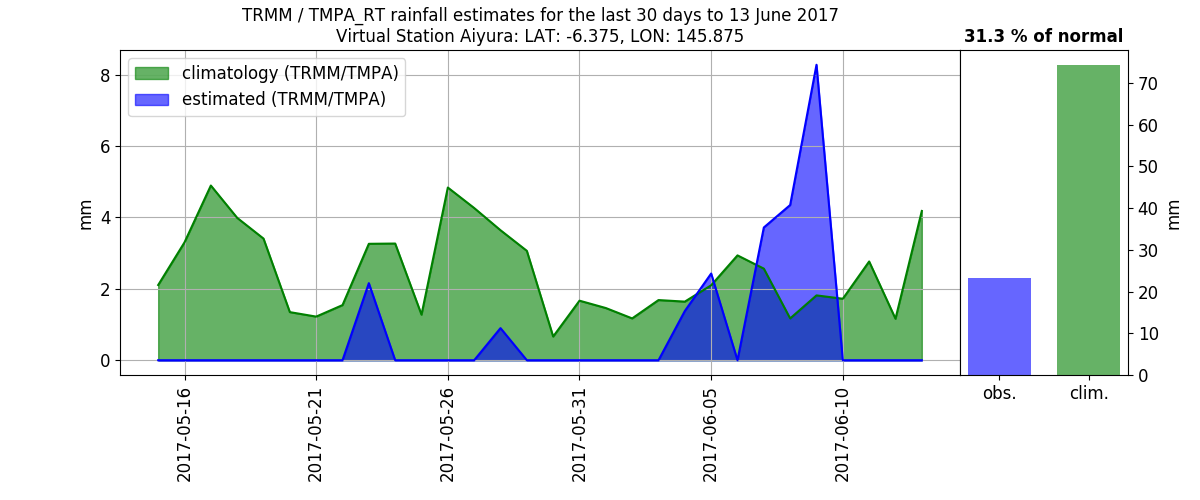 TRMM / TMPA_RT rainfall estimates for the last 30 days to 13 June 2017
Virtual Station Aiyura: LAT: -6.375, LON: 145.875
31.3 % of normal
climatology (TRMM/TMPA)
estimated (TRMM/TMPA)
mm
8
6
4
2
0
2017-05-16
2017-05-21
2017-05-26
2017-05-31
2017-06-05
2017-06-10
70
60
50
40
30
20
10
0
mm
obs.
clim.